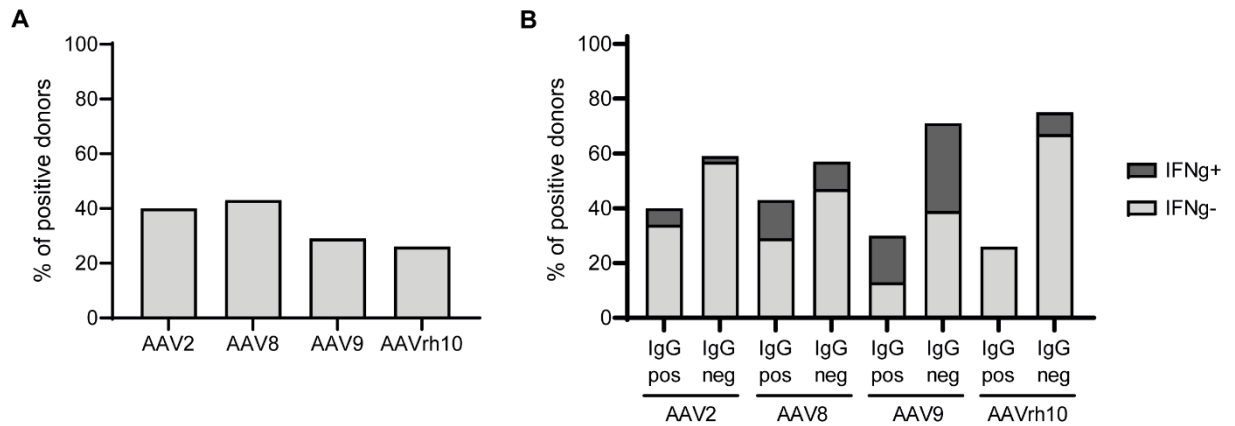 A
% of positive donors
100
80
60
40
20
0
AAV2 AAV8 AAV9 AAVrh10
B
% of positive donors
100
80
60
40
20
0
IgG IgG IgG IgG IgG IgG IgG IgG
pos neg pos neg pos neg pos neg
AAV2 AAV8 AAV9 AAVrh10
IFNg+
IFNg-